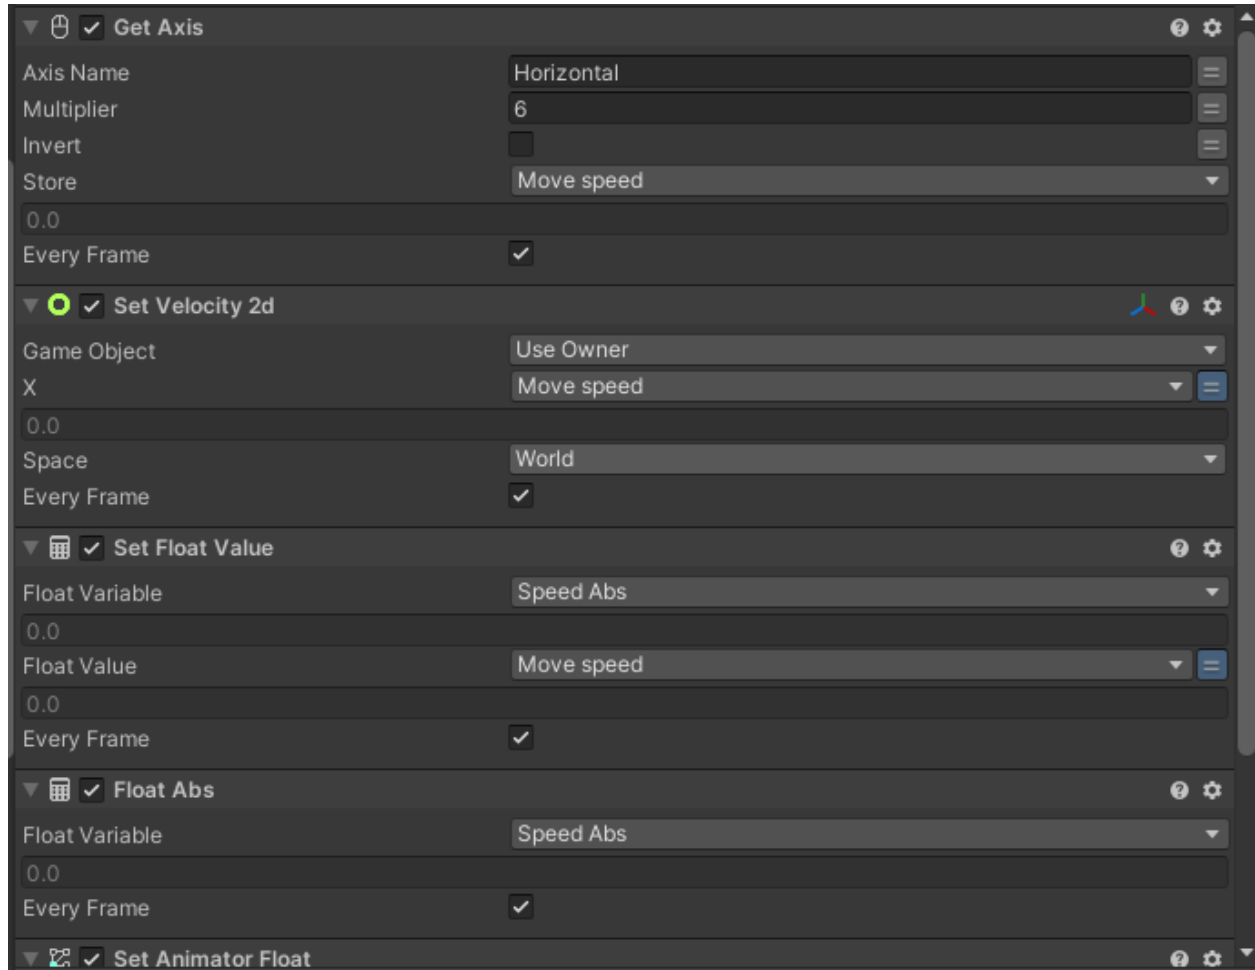 Get Axis
Axis Name Horizontal
Multiplier 6
Invert
Store Move speed
0.0
Every Frame
Set Velocity 2d
Game Object Use Owner
X Move speed
0.0
Space World
Every Frame
Set Float Value
Float Variable Speed Abs
0.0
Float Value Move speed
0.0
Every Frame
Float Abs
Float Variable Speed Abs
0.0
Every Frame
Set Animator Float